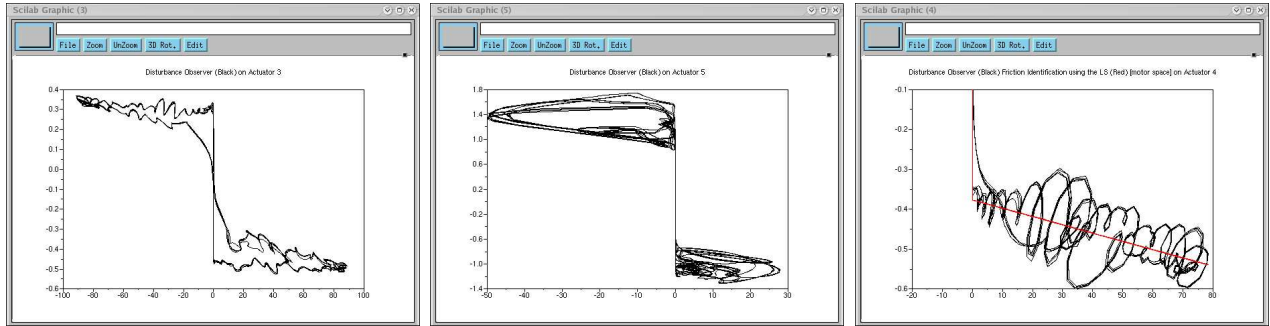 Scilab Graphic (3)
File Zoom UnZoom 3D Rot. Edit
Disturbance Observer (Black) on Actuator 3
0.4
0.3
0.2
0.1
0.0
-0.1
-0.2
-0.3
-0.4
-0.5
-0.6
-100 -80 -60 -40 -20 0 20 40 60 80 100
Scilab Graphic (5)
File Zoom UnZoom 3D Rot. Edit
Disturbance Observer (Black) on Actuator 5
1.8
1.4
1.0
0.6
0.2
-0.2
-0.6
-1.0
-1.4
-50 -40 -30 -20 -10 0 10 20 30
Scilab Graphic (4)
File Zoom UnZoom 3D Rot. Edit
Disturbance Observer (Black) Friction Identification using the LS (Red) [motor space] on Actuator 4
-0.1
-0.2
-0.3
-0.4
-0.5
-0.6
-20 -10 0 10 20 30 40 50 60 70 80